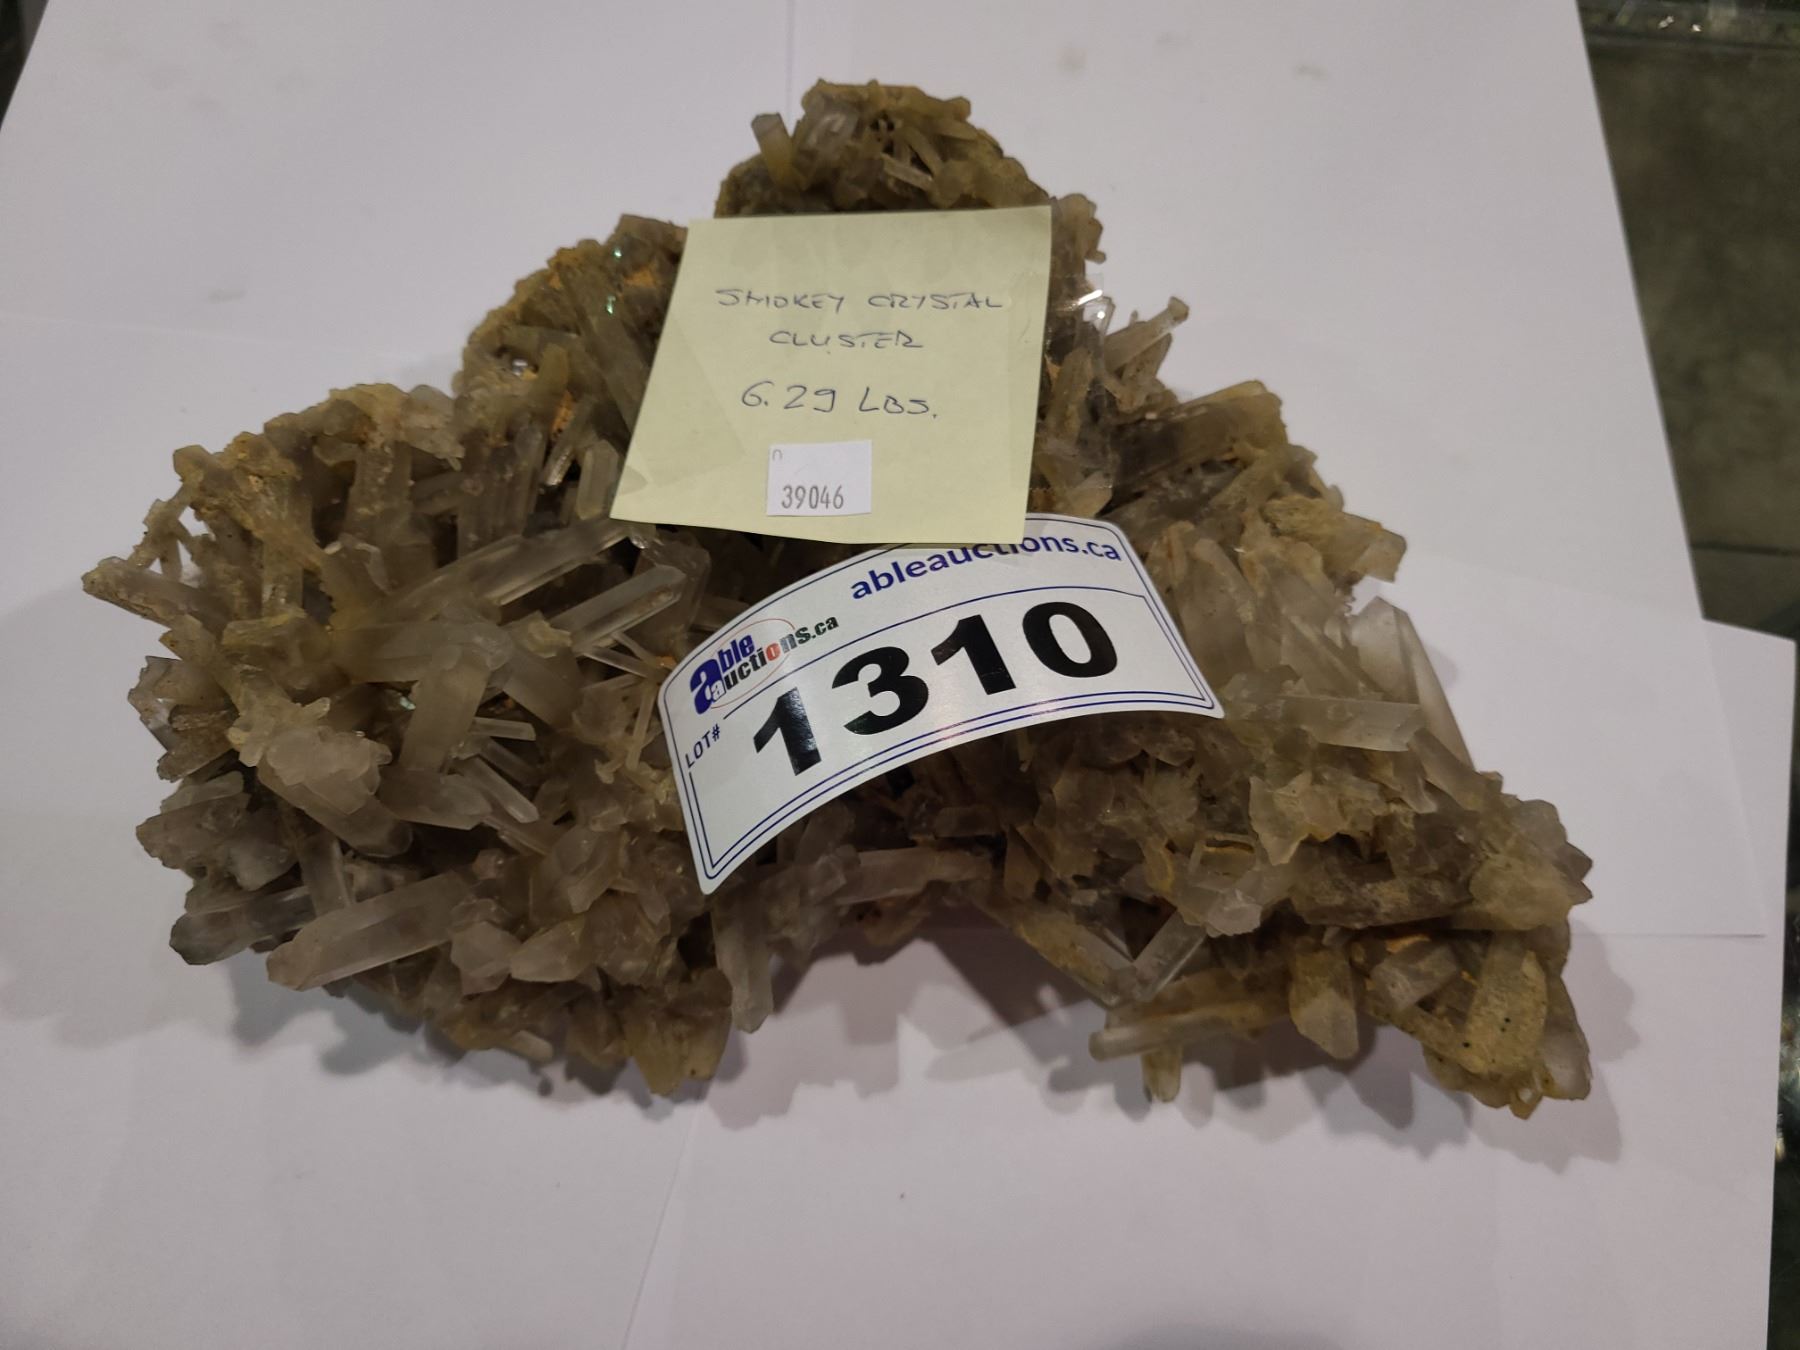 SMOKEY CRYSTAL
CLUSTER
6.29 LBS.
n
39046
ableauctions.ca
able
auctions.ca
LOT#
1310